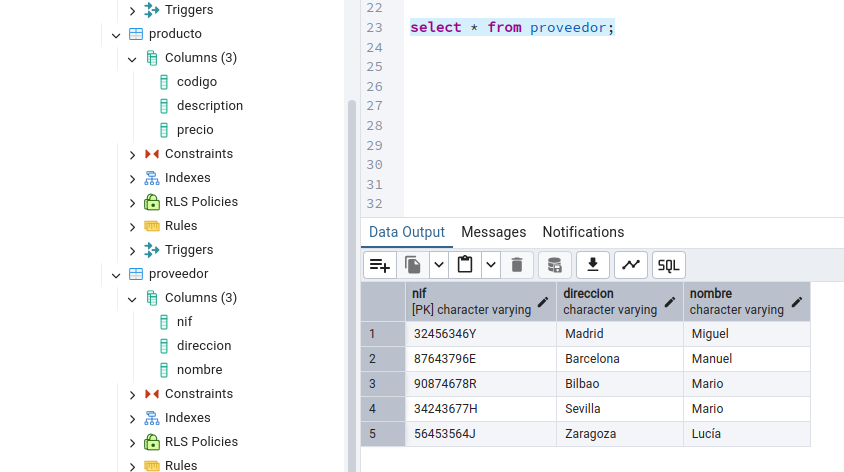 Triggers
producto
Columns (3)
codigo
description
precio
Constraints
Indexes
RLS Policies
Rules
Triggers
proveedor
Columns (3)
nif
direccion
nombre
Constraints
Indexes
RLS Policies
Rules
22
23 select * from proveedor;
24
25
26
27
28
29
30
31
32
Data Output Messages Notifications
SQL
nif direccion nombre
[PK] character varying character varying character varying
1 32456346Y Madrid Miguel
2 87643796E Barcelona Manuel
3 90874678R Bilbao Mario
4 34243677H Sevilla Mario
5 56453564J Zaragoza Lucía